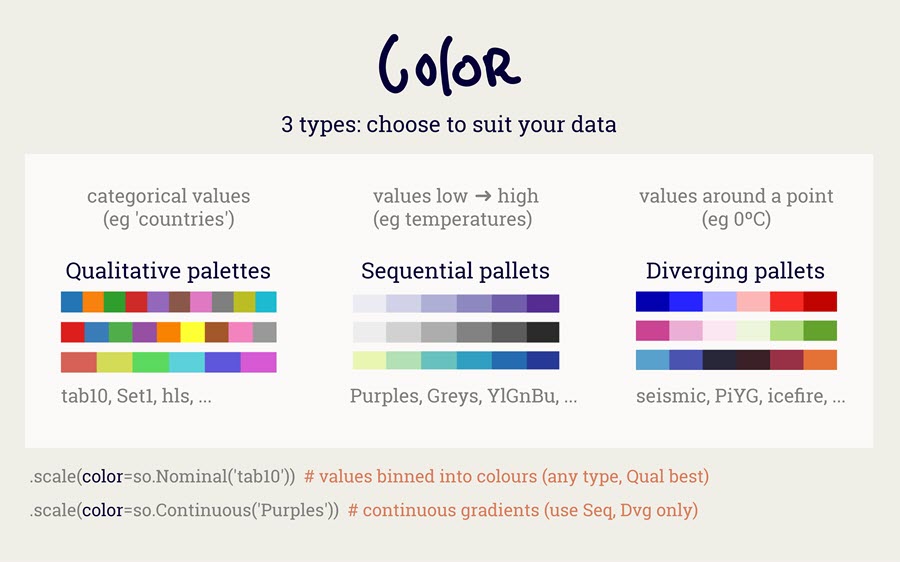 Color
3 types: choose to suit your data
categorical values
(eg 'countries')
Qualitative palettes
tab10, Set1, hls, ...
values low ➜ high
(eg temperatures)
Sequential pallets
Purples, Greys, YlGnBu, ...
values around a point
(eg 0ºC)
Diverging pallets
seismic, PiYG, icefire, ...
.scale(color=so.Nominal('tab10')) # values binned into colours (any type, Qual best)
.scale(color=so.Continuous('Purples')) # continuous gradients (use Seq, Dvg only)